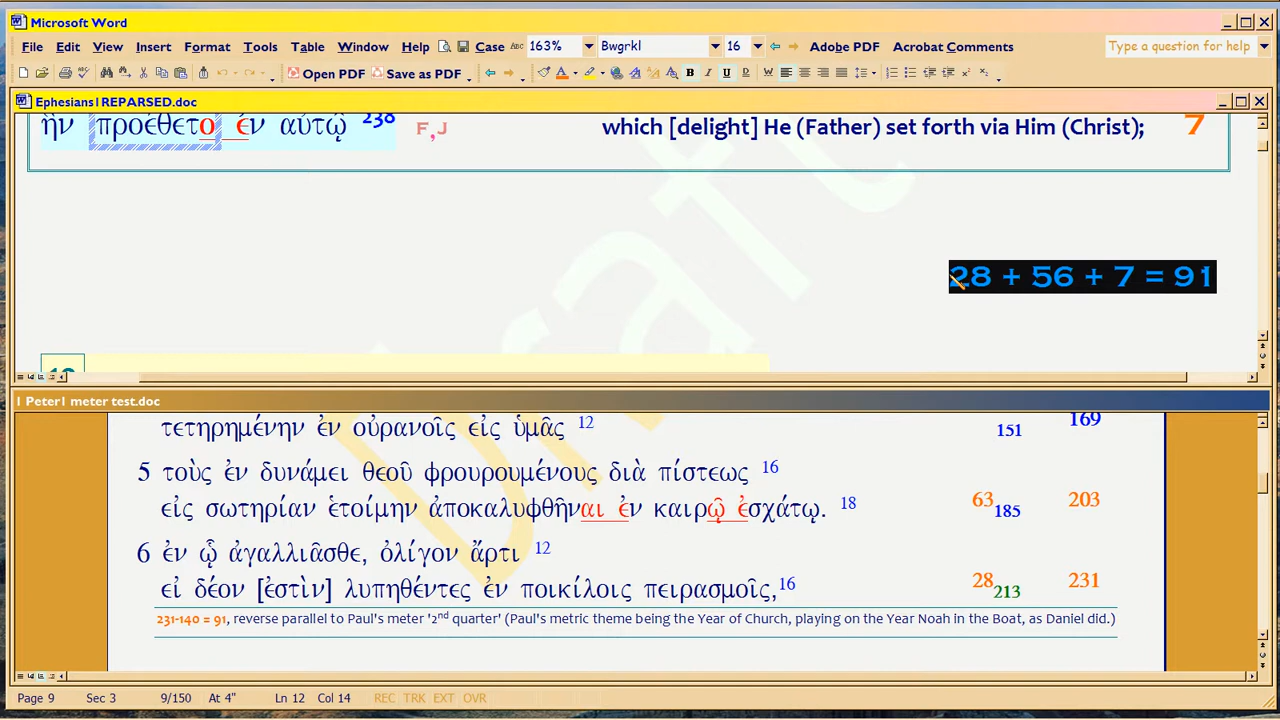 Microsoft Word
File Edit View Insert Format Tools Table Window Help Case 163% Bwgrkl 16 Adobe PDF Acrobat Comments Type a question for help
Open PDF Save as PDF B I U D W
Ephesians1REPARSED.doc
ἣν προέθετο ἐν αὐτῷ 238 F,J which [delight] He (Father) set forth via Him (Christ); 7
28 + 56 + 7 = 91
Draft
1 Peter1 meter test.doc
τετηρημένην ἐν οὐρανοῖς εἰς ὑμᾶς 12 151 169
5 τοὺς ἐν δυνάμει θεοῦ φρουρουμένους διὰ πίστεως 16
εἰς σωτηρίαν ἑτοίμην ἀποκαλυφθῆναι ἐν καιρῷ ἐσχάτῳ. 18 63 185 203
6 ἐν ᾧ ἀγαλλιᾶσθε, ὀλίγον ἄρτι 12
εἰ δέον [ἐστὶν] λυπηθέντες ἐν ποικίλοις πειρασμοῖς, 16 28 213 231
231-140 = 91, reverse parallel to Paul's meter '2nd quarter' (Paul's metric theme being the Year of Church, playing on the Year Noah in the Boat, as Daniel did.)
Page 9 Sec 3 9/150 At 4" Ln 12 Col 14 REC TRK EXT OVR